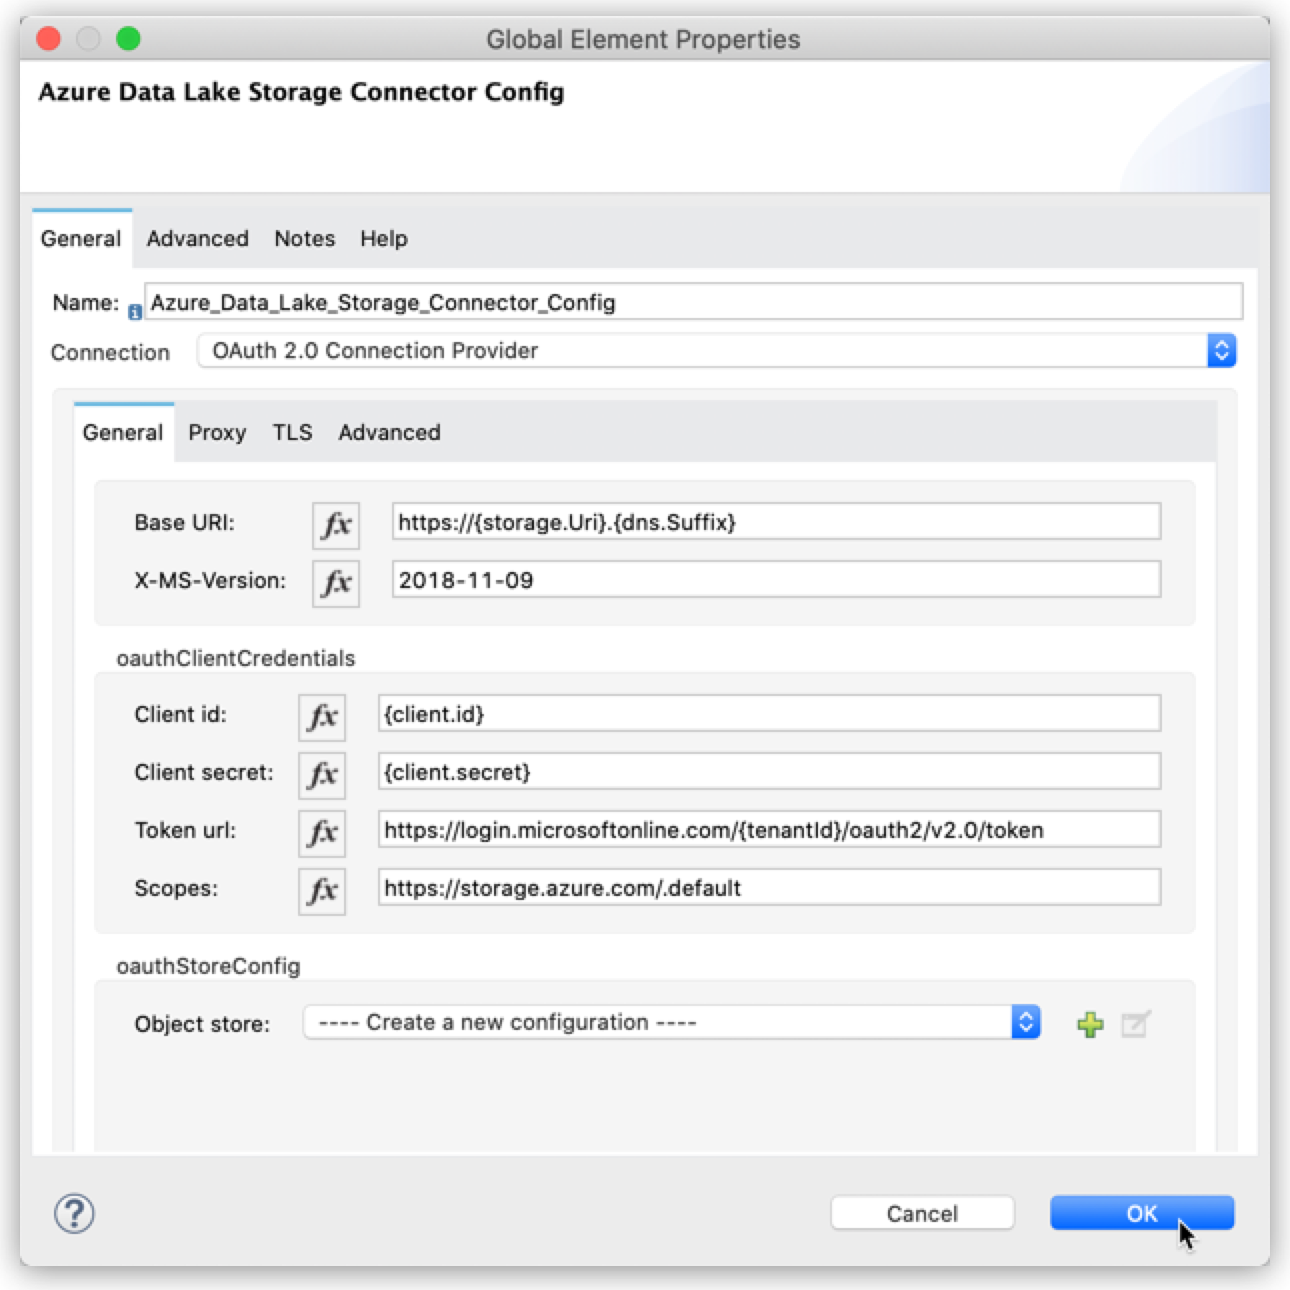 Global Element Properties
Azure Data Lake Storage Connector Config
General Advanced Notes Help
Name: Azure_Data_Lake_Storage_Connector_Config
Connection OAuth 2.0 Connection Provider
General Proxy TLS Advanced
Base URI: fx https://{storage.Uri}.{dns.Suffix}
X-MS-Version: fx 2018-11-09
oauthClientCredentials
Client id: fx {client.id}
Client secret: fx {client.secret}
Token url: fx https://login.microsoftonline.com/{tenantId}/oauth2/v2.0/token
Scopes: fx https://storage.azure.com/.default
oauthStoreConfig
Object store: ---- Create a new configuration ----
? Cancel OK